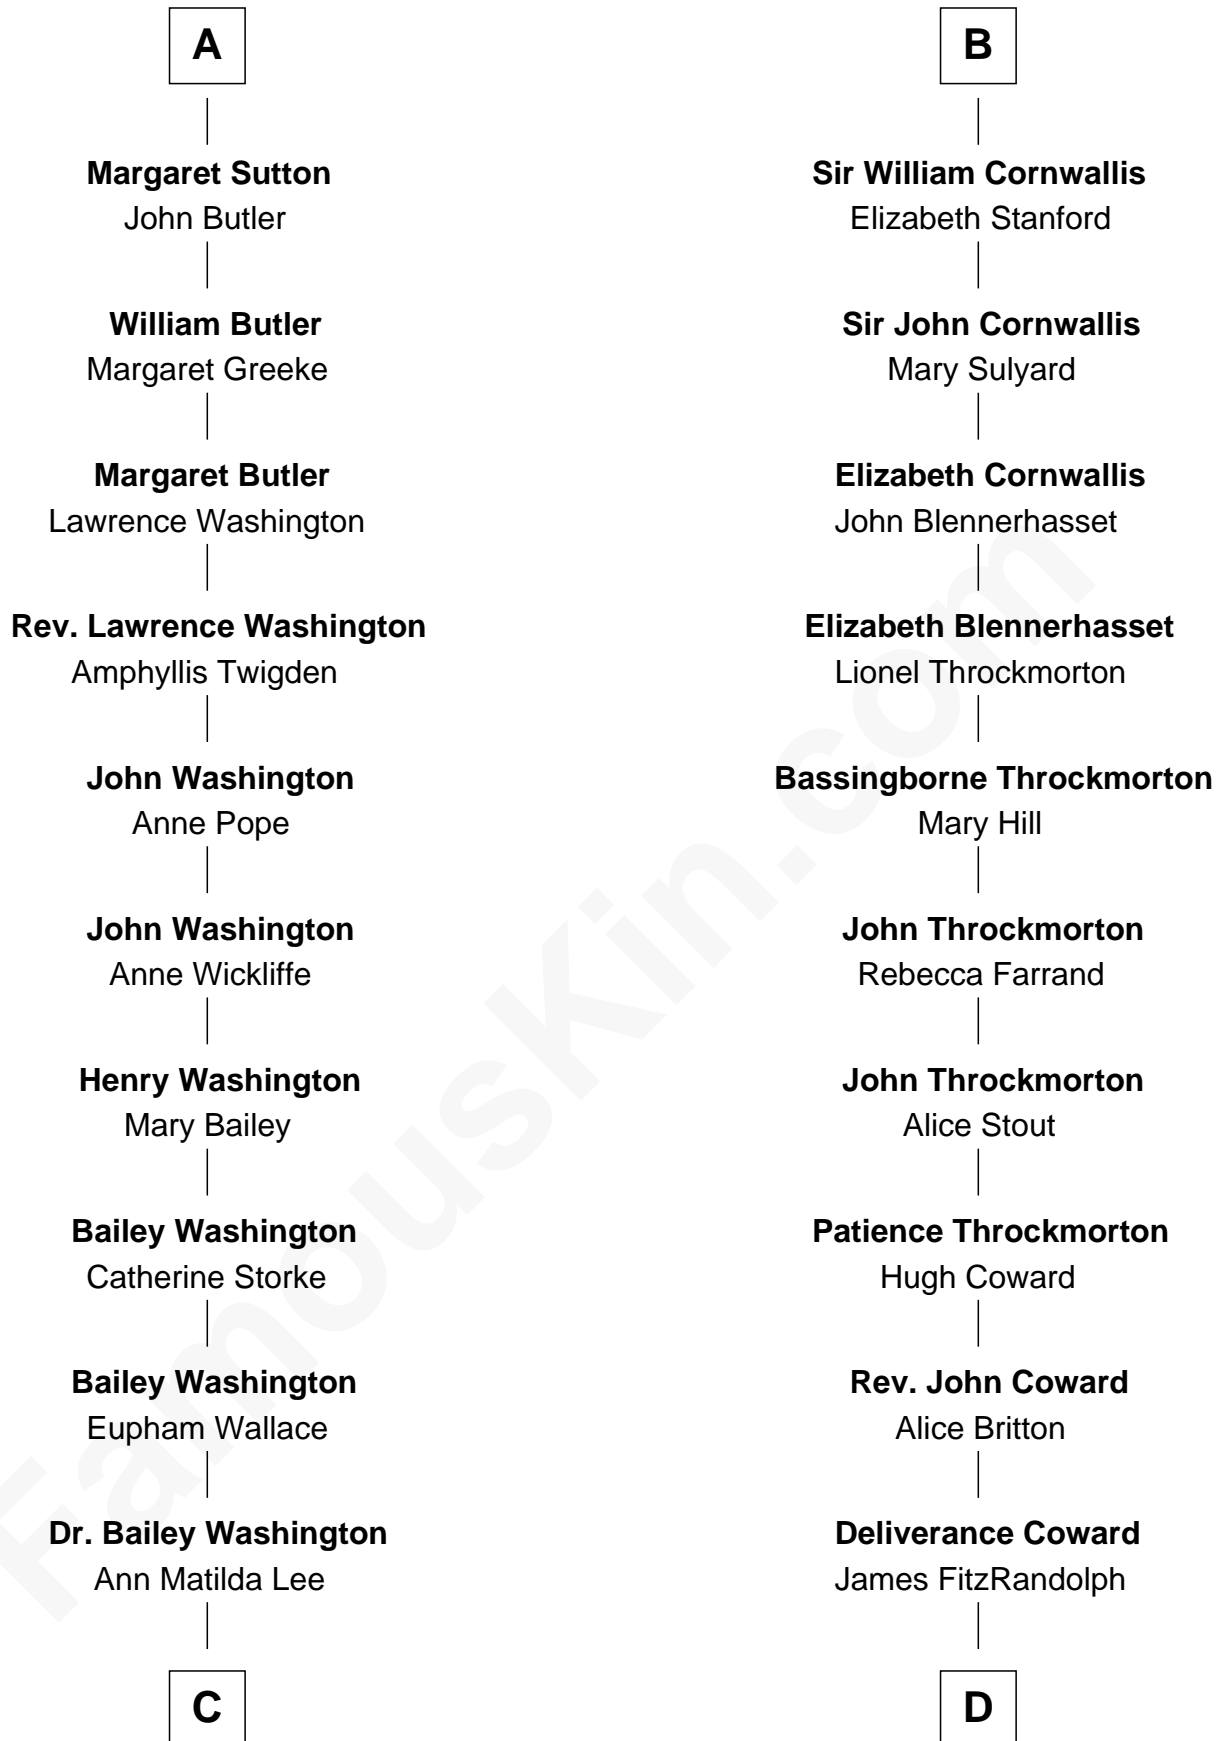 A
Margaret Sutton
John Butler
William Butler
Margaret Greeke
Margaret Butler
Lawrence Washington
Rev. Lawrence Washington
Amphyllis Twigden
John Washington
Anne Pope
John Washington
Anne Wickliffe
Henry Washington
Mary Bailey
Bailey Washington
Catherine Storke
Bailey Washington
Eupham Wallace
Dr. Bailey Washington
Ann Matilda Lee
C
B
Sir William Cornwallis
Elizabeth Stanford
Sir John Cornwallis
Mary Sulyard
Elizabeth Cornwallis
John Blennerhasset
Elizabeth Blennerhasset
Lionel Throckmorton
Bassingborne Throckmorton
Mary Hill
John Throckmorton
Rebecca Farrand
John Throckmorton
Alice Stout
Patience Throckmorton
Hugh Coward
Rev. John Coward
Alice Britton
Deliverance Coward
James FitzRandolph
D
FamousKin.com